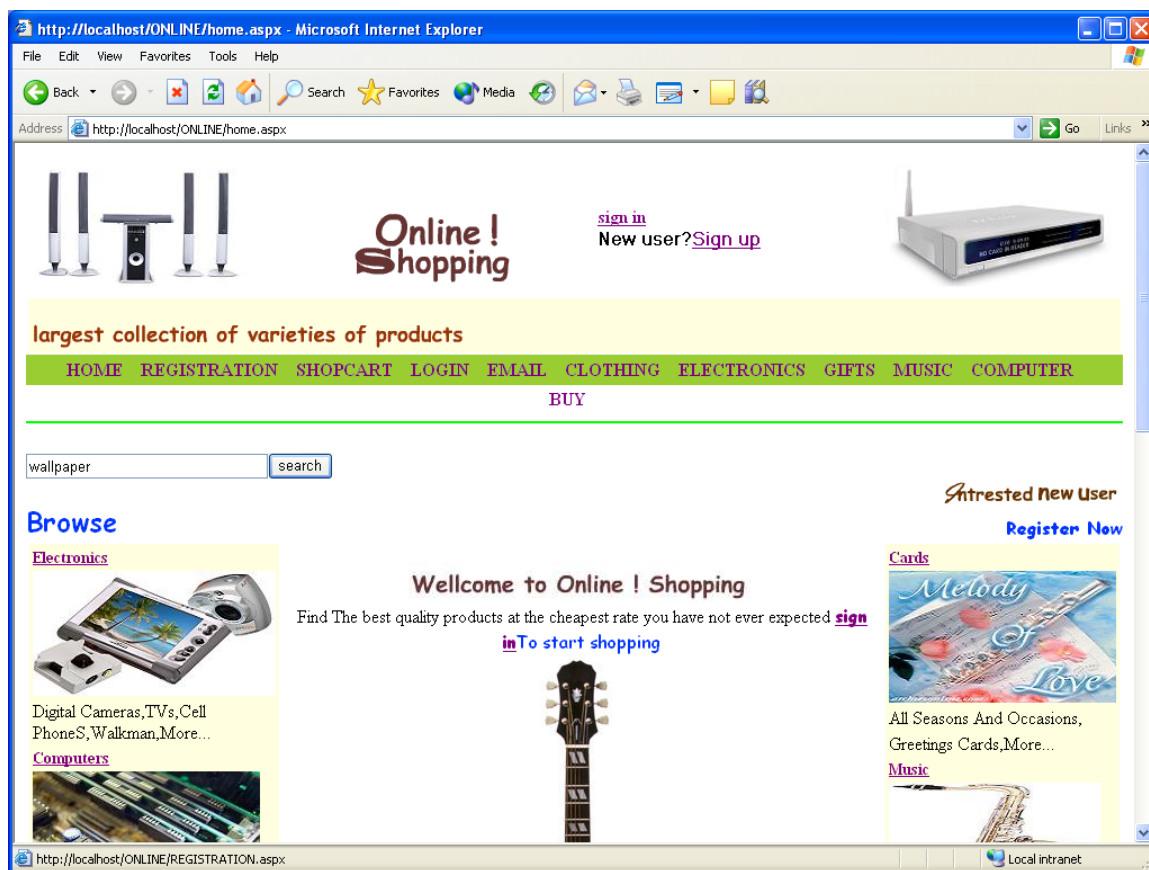 http://localhost/ONLINE/home.aspx - Microsoft Internet Explorer
File Edit View Favorites Tools Help
Back Search Favorites Media
Address http://localhost/ONLINE/home.aspx Go Links »
Online !
Shopping
sign in
New user?Sign up
largest collection of varieties of products
HOME REGISTRATION SHOPCART LOGIN EMAIL CLOTHING ELECTRONICS GIFTS MUSIC COMPUTER
BUY
wallpaper search
Intrested new user
Browse
Register Now
Electronics
Digital Cameras,TVs,Cell
PhoneS,Walkman,More...
Computers
Wellcome to Online ! Shopping
Find The best quality products at the cheapest rate you have not ever expected sign
inTo start shopping
Cards
Melody
Of
Love
All Seasons And Occasions,
Greetings Cards,More...
Music
http://localhost/ONLINE/REGISTRATION.aspx Local intranet